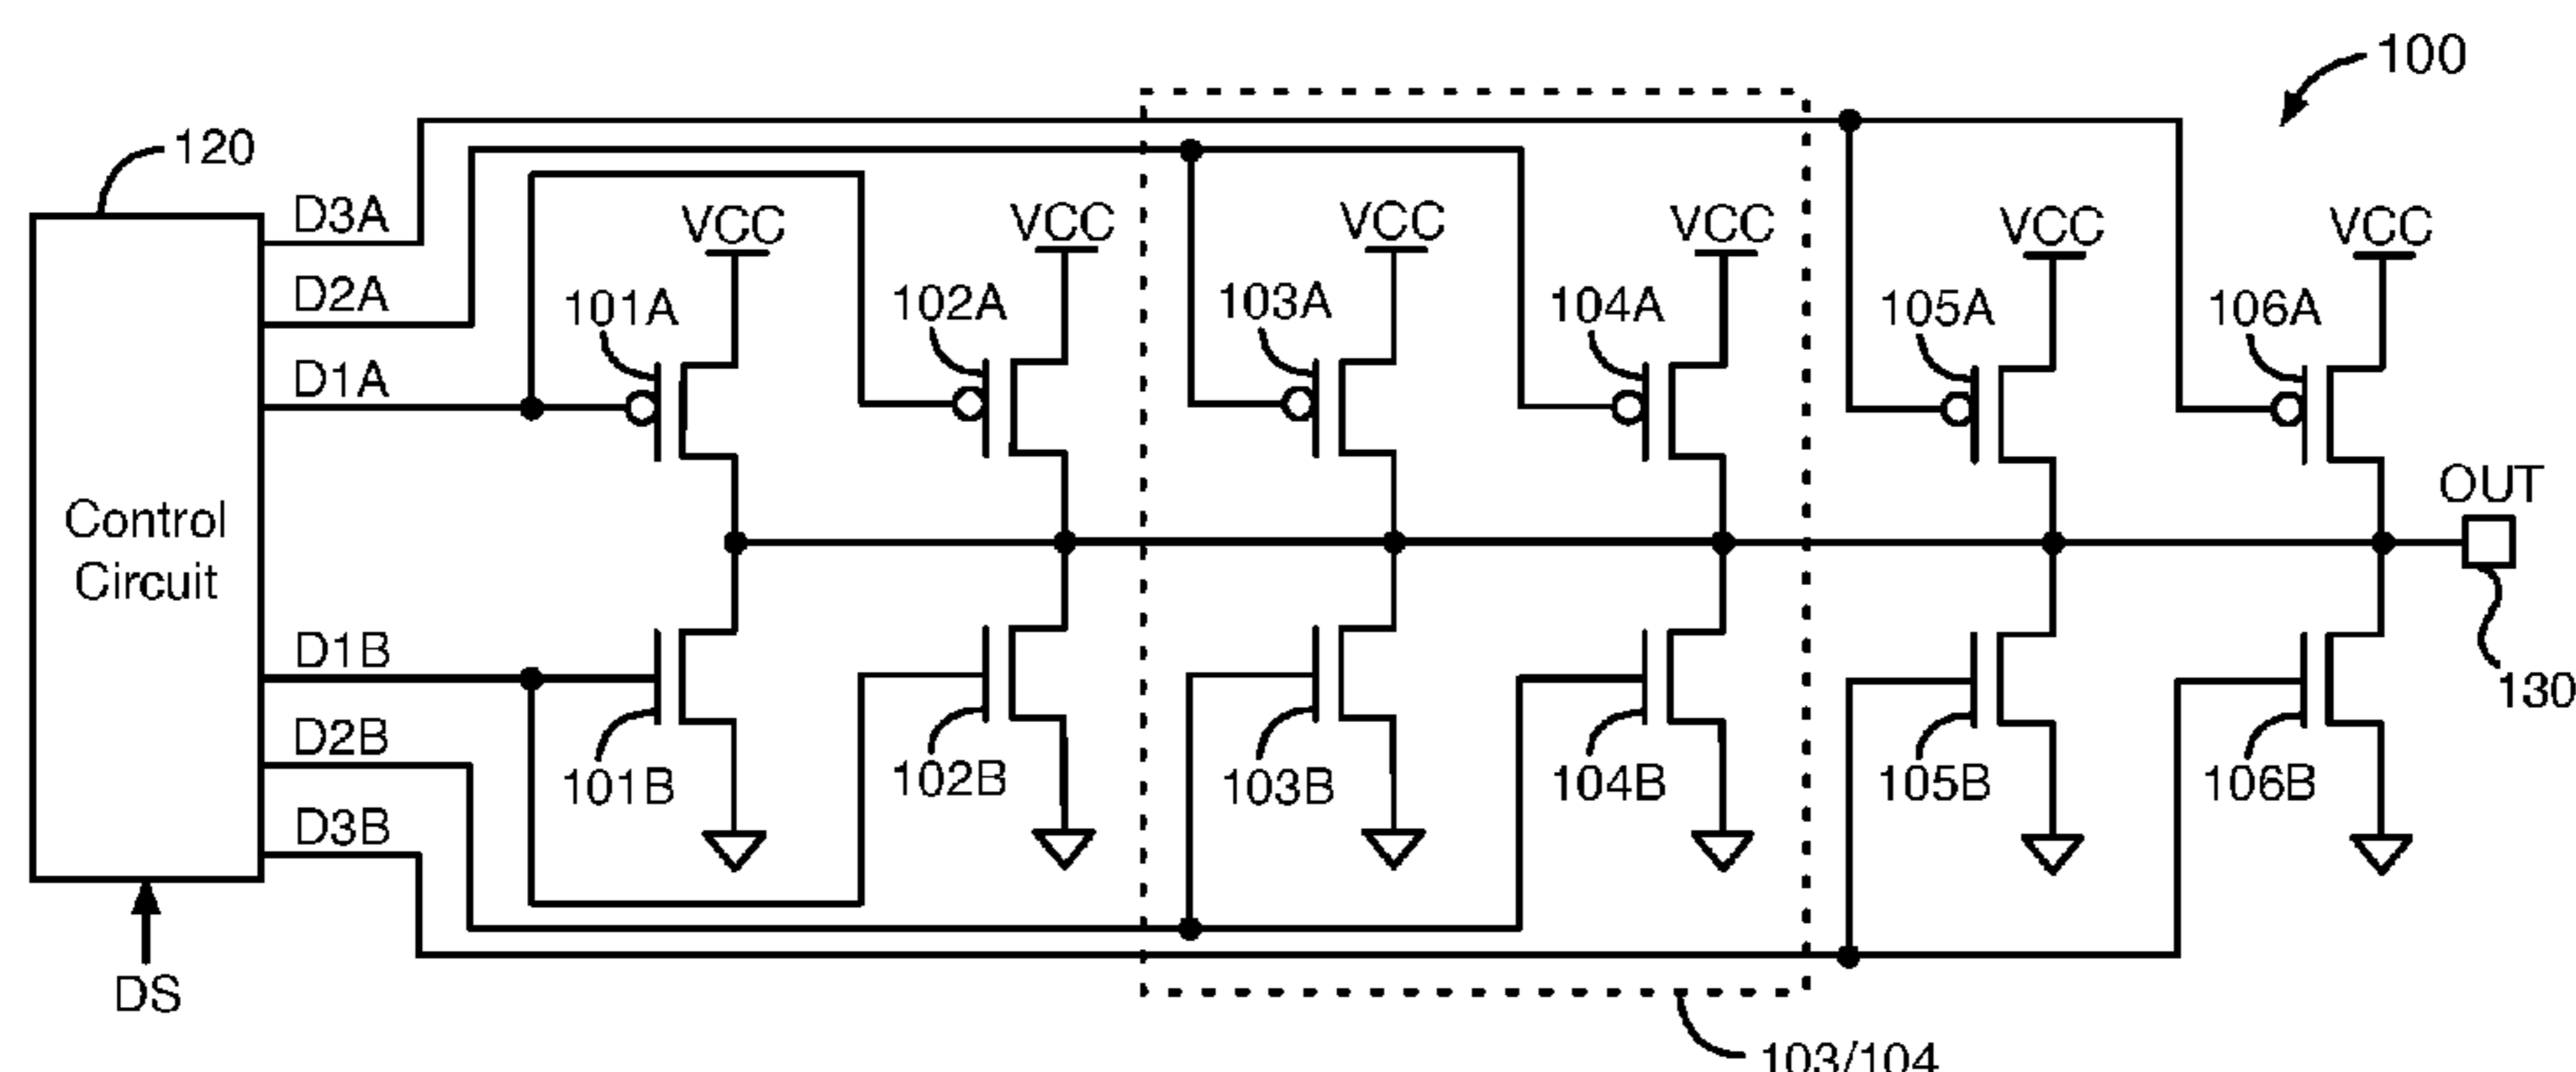 100
120
D3A
D2A
D1A
VCC
VCC
VCC
VCC
VCC
VCC
101A
102A
103A
104A
105A
106A
Control
Circuit
OUT
130
D1B
D2B
D3B
101B
102B
103B
104B
105B
106B
DS
103/104